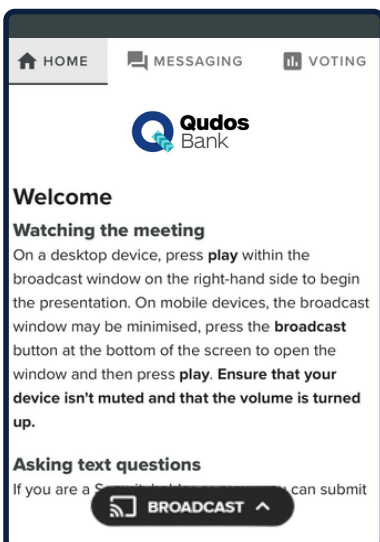 HOME MESSAGING VOTING
Qudos
Bank
Welcome
Watching the meeting
On a desktop device, press play within the
broadcast window on the right-hand side to begin
the presentation. On mobile devices, the broadcast
window may be minimised, press the broadcast
button at the bottom of the screen to open the
window and then press play. Ensure that your
device isn't muted and that the volume is turned
up.
Asking text questions
If you are a can submit
BROADCAST